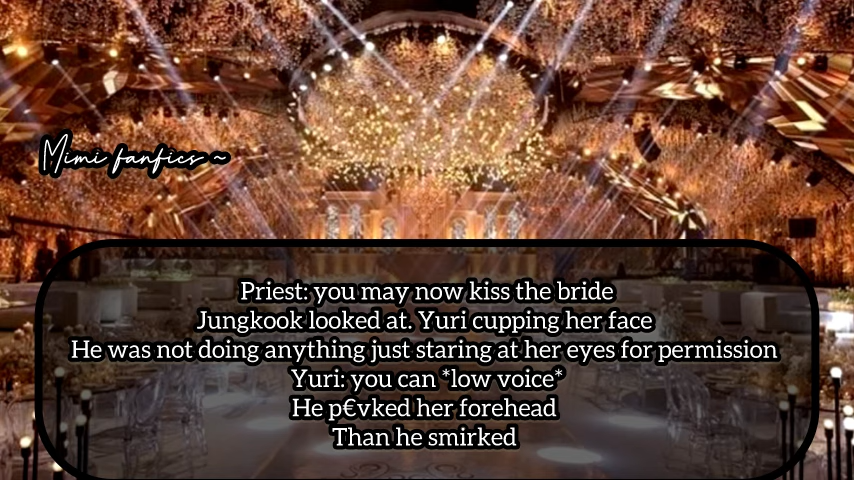 Mimi fanfics ~
Priest: you may now kiss the bride
Jungkook looked at. Yuri cupping her face
He was not doing anything just staring at her eyes for permission
Yuri: you can *low voice*
He p€vked her forehead
Than he smirked